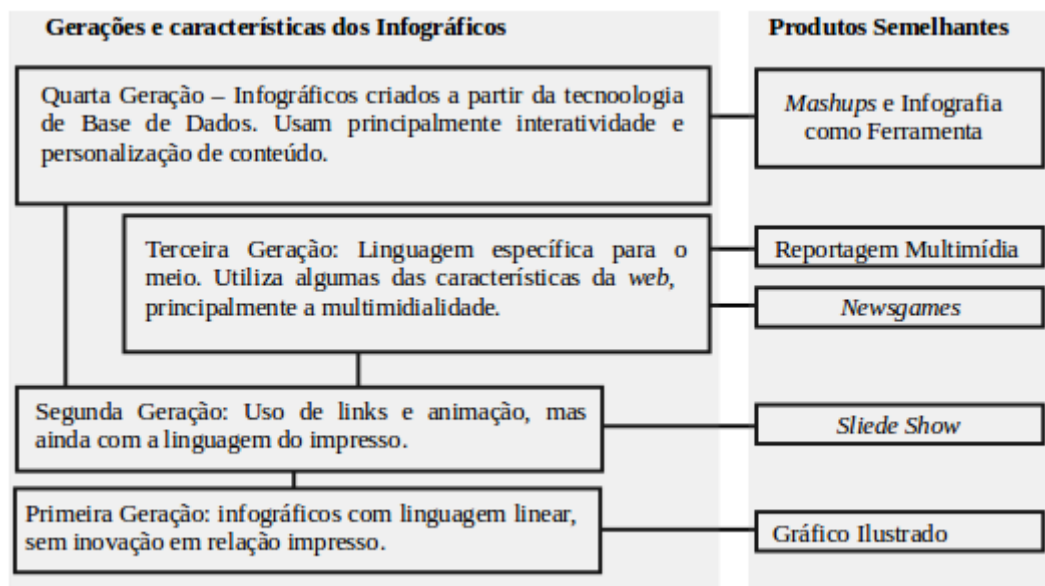 Gerações e características dos Infográficos
Produtos Semelhantes
Quarta Geração – Infográficos criados a partir da tecnoologia
de Base de Dados. Usam principalmente interatividade e
personalização de conteúdo.
Mashups e Infografia
como Ferramenta
Terceira Geração: Linguagem específica para o
meio. Utiliza algumas das características da web,
principalmente a multimidialidade.
Reportagem Multimídia
Newsgames
Segunda Geração: Uso de links e animação, mas
ainda com a linguagem do impresso.
Sliede Show
Primeira Geração: infográficos com linguagem linear,
sem inovação em relação impresso.
Gráfico Ilustrado